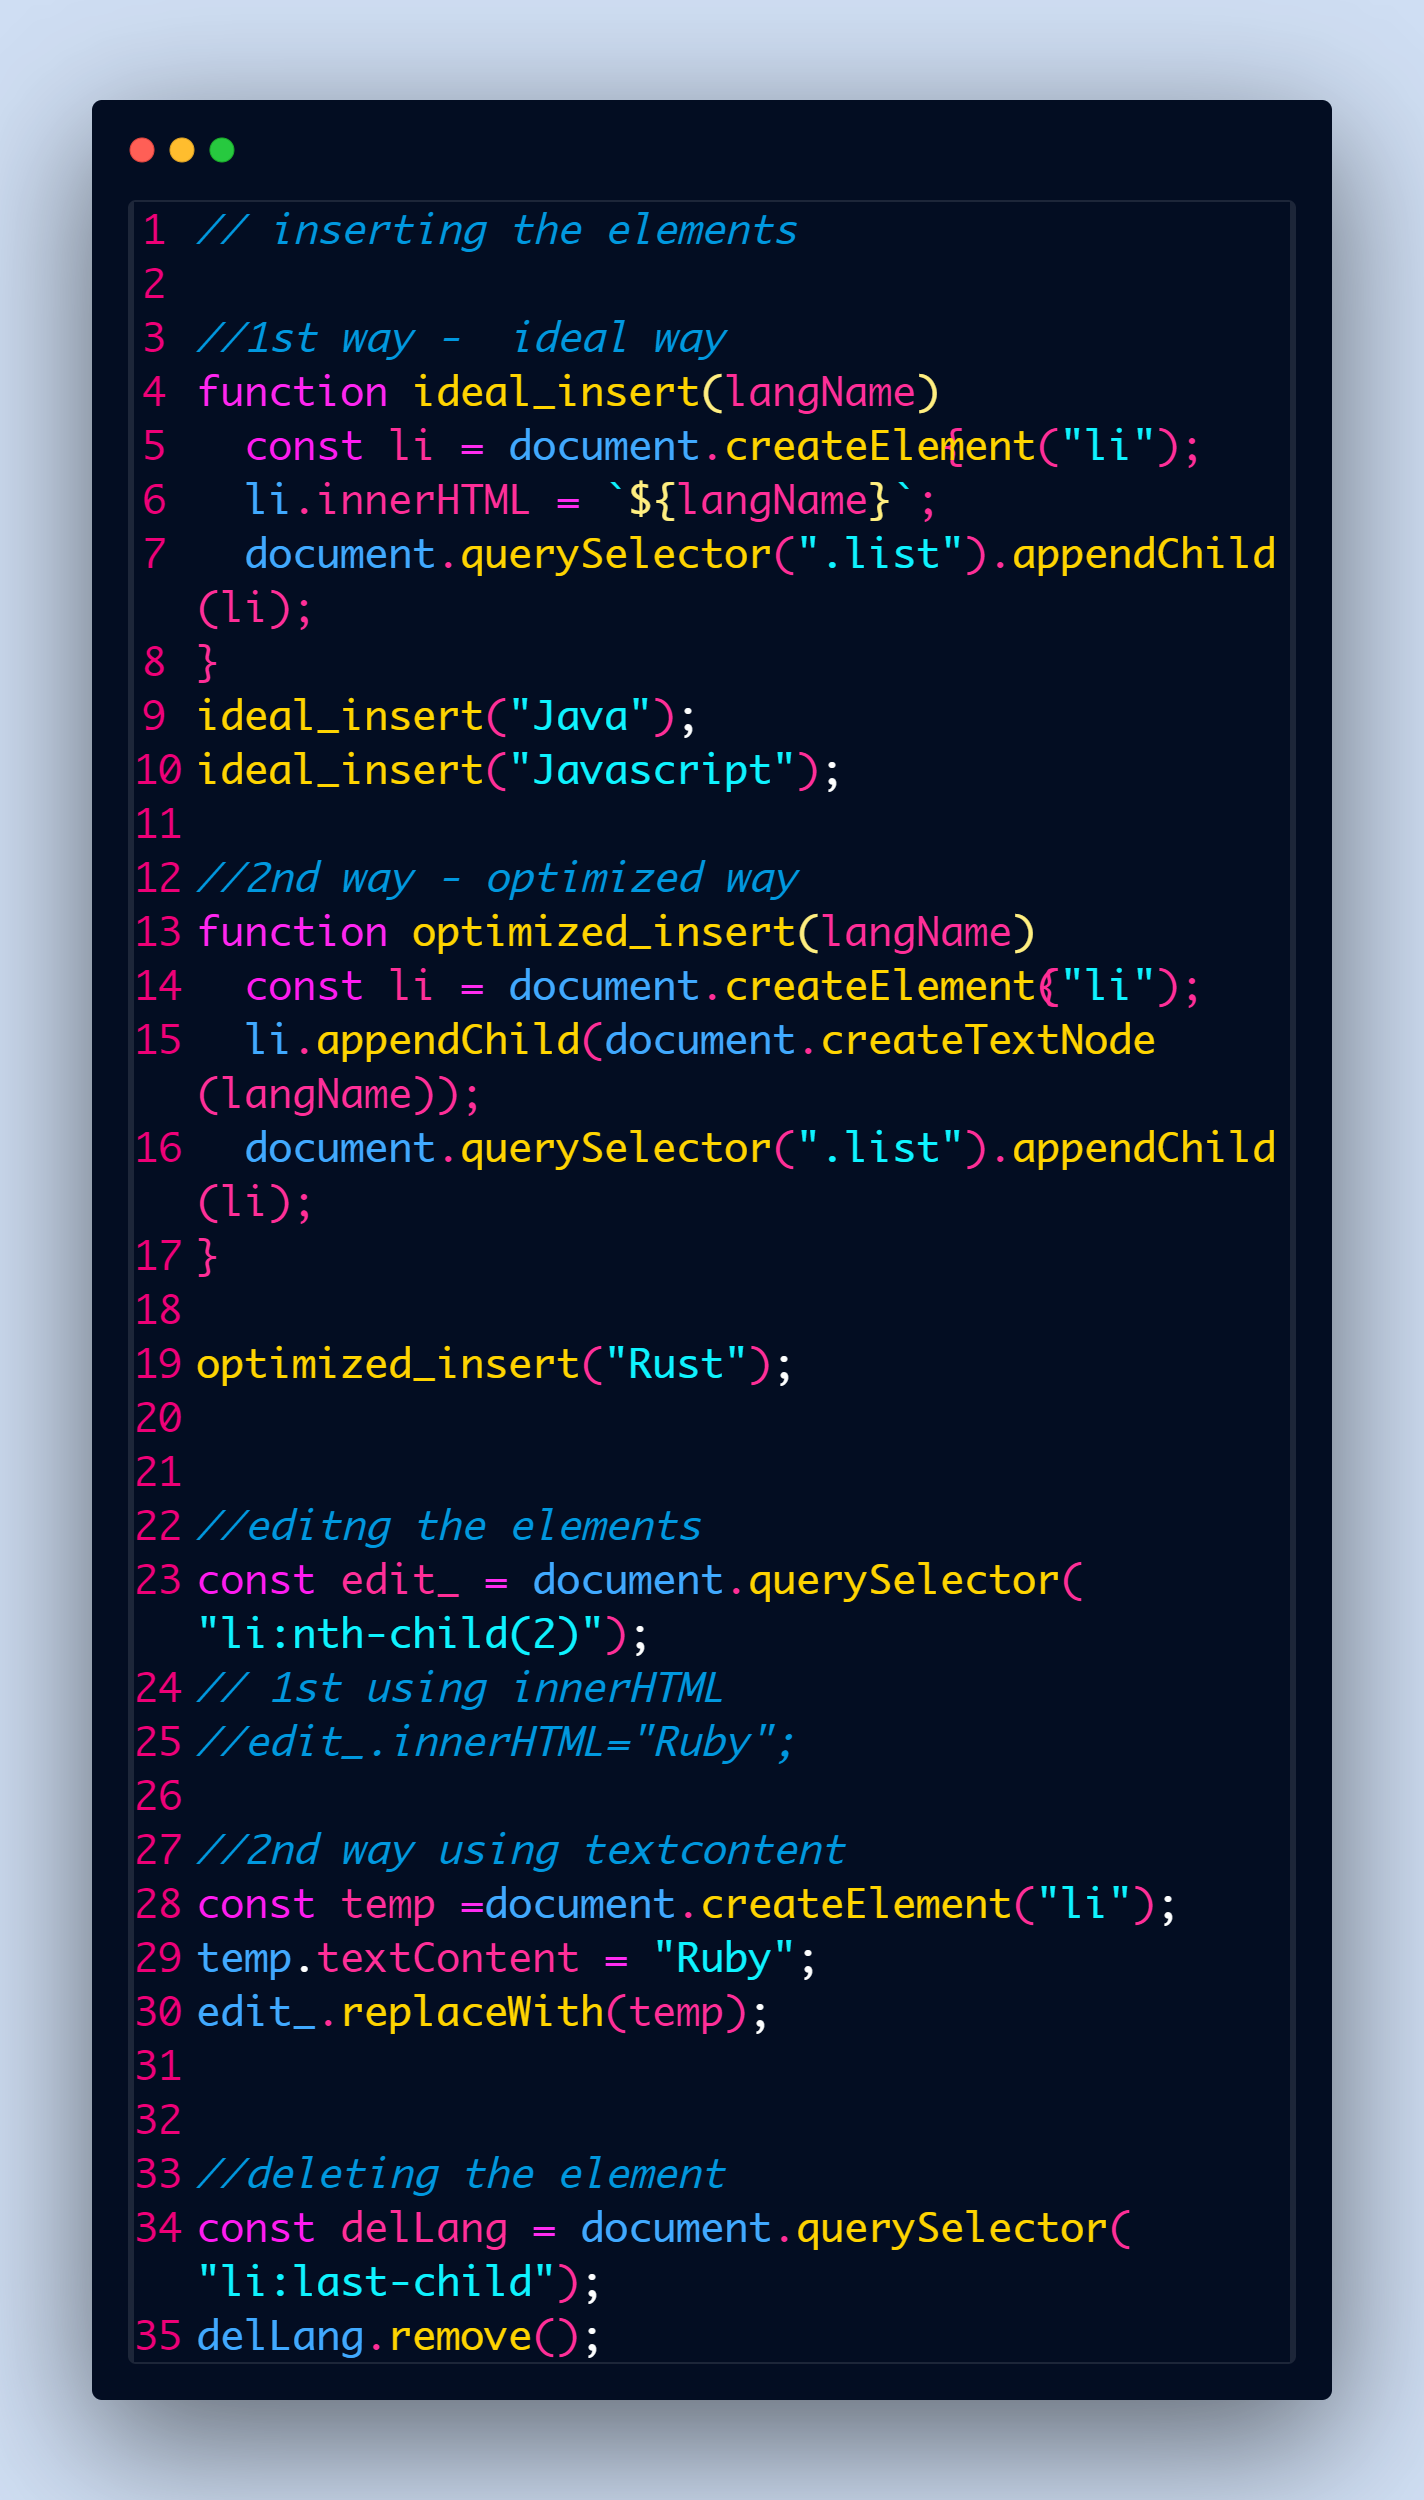 1 // inserting the elements
2
3 //1st way -  ideal way
4 function ideal_insert(langName)
5   const li = document.createElement("li"); {
6   li.innerHTML = `${langName}`;
7   document.querySelector(".list").appendChild
(li);
8 }
9 ideal_insert("Java");
10 ideal_insert("Javascript");
11
12 //2nd way - optimized way
13 function optimized_insert(langName)
14   const li = document.createElement("li"); {
15   li.appendChild(document.createTextNode
(langName));
16   document.querySelector(".list").appendChild
(li);
17 }
18
19 optimized_insert("Rust");
20
21
22 //editng the elements
23 const edit_ = document.querySelector(
"li:nth-child(2)");
24 // 1st using innerHTML
25 //edit_.innerHTML="Ruby";
26
27 //2nd way using textcontent
28 const temp =document.createElement("li");
29 temp.textContent = "Ruby";
30 edit_.replaceWith(temp);
31
32
33 //deleting the element
34 const delLang = document.querySelector(
"li:last-child");
35 delLang.remove();